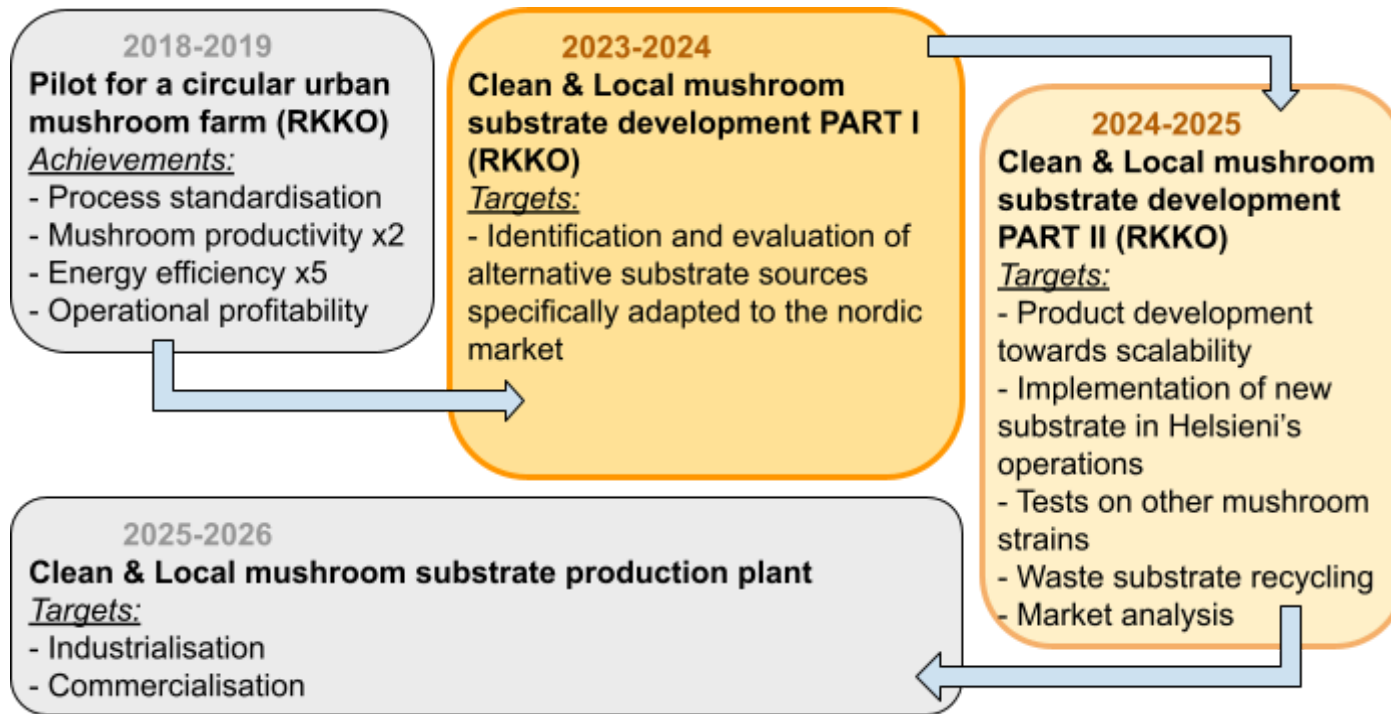 2018-2019
Pilot for a circular urban
mushroom farm (RKKO)
Achievements:
- Process standardisation
- Mushroom productivity x2
- Energy efficiency x5
- Operational profitability
2023-2024
Clean & Local mushroom
substrate development PART I
(RKKO)
Targets:
- Identification and evaluation of
alternative substrate sources
specifically adapted to the nordic
market
2024-2025
Clean & Local mushroom
substrate development
PART II (RKKO)
Targets:
- Product development
towards scalability
- Implementation of new
substrate in Helsieni’s
operations
- Tests on other mushroom
strains
- Waste substrate recycling
- Market analysis
2025-2026
Clean & Local mushroom substrate production plant
Targets:
- Industrialisation
- Commercialisation